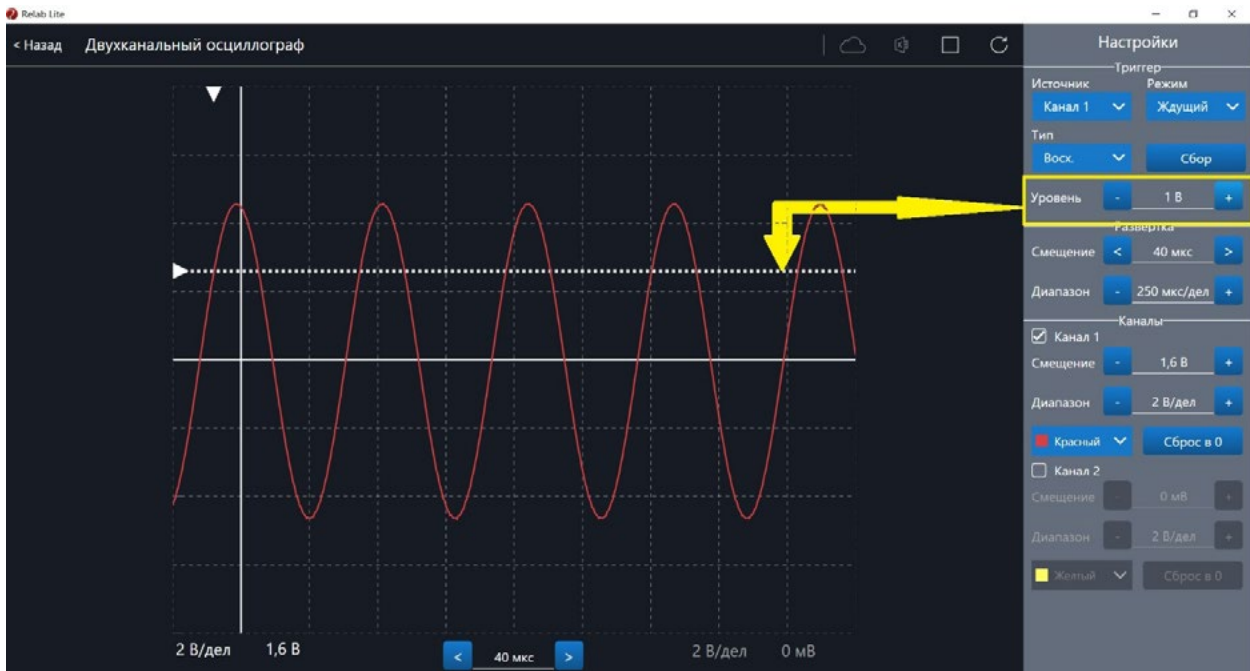 Relab Lite
< Назад Двухканальный осциллограф
Настройки
Триггер
Источник Режим
Канал 1 Ждущий
Тип
Восх. Сбор
Уровень - 1 В +
Развертка
Смещение < 40 мкс >
Диапазон - 250 мкс/дел +
Каналы
Канал 1
Смещение - 1,6 В +
Диапазон - 2 В/дел +
Красный Сброс в 0
Канал 2
Смещение - 0 мВ +
Диапазон - 2 В/дел +
Желтый Сброс в 0
2 В/дел 1,6 В < 40 мкс > 2 В/дел 0 мВ